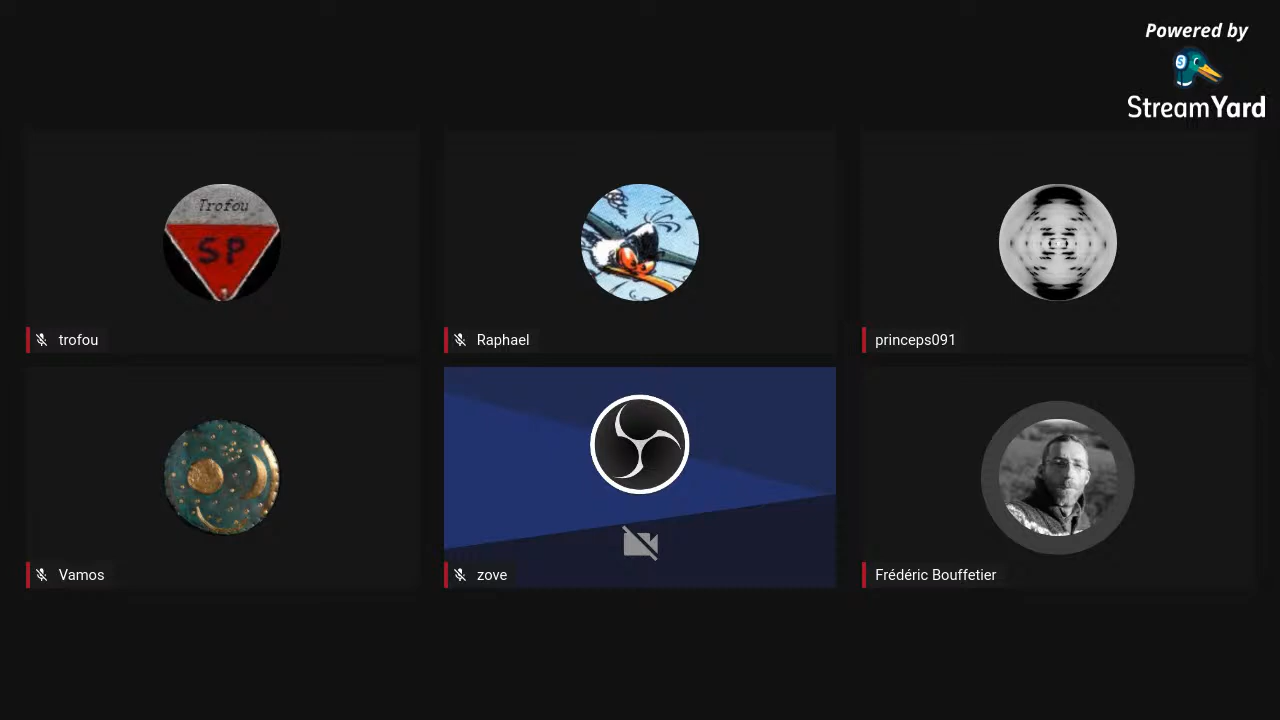 Powered by
S
StreamYard
Trofou
SP
trofou
Raphael
princeps091
Vamos
zove
Frédéric Bouffetier